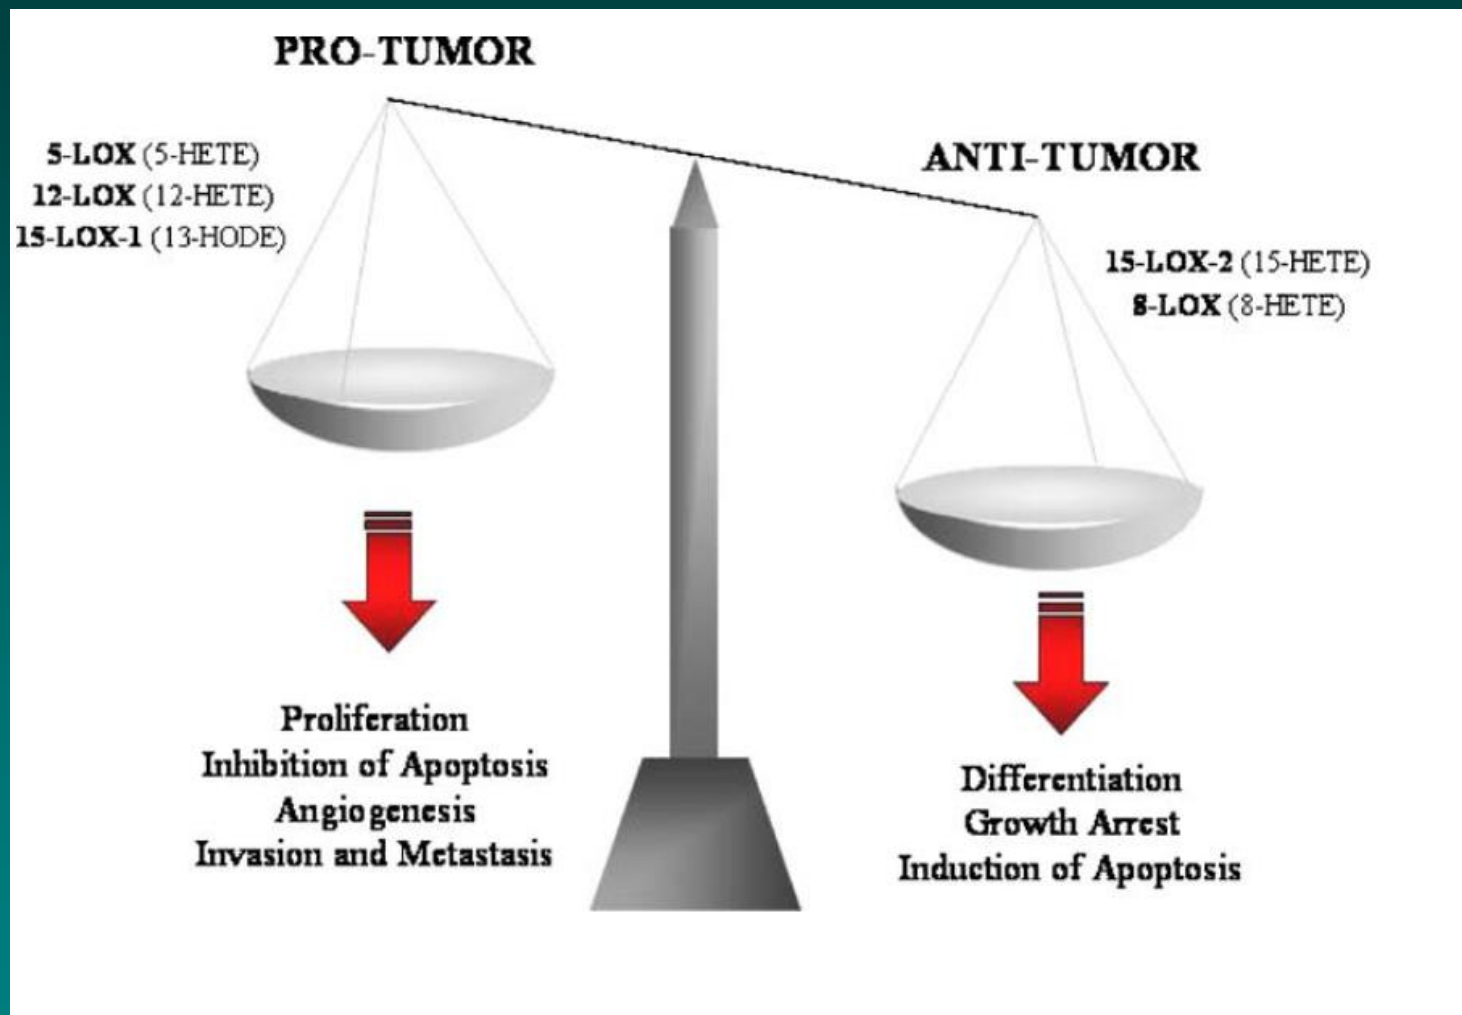 PRO-TUMOR
5-LOX (5-HETE)
12-LOX (12-HETE)
15-LOX-1 (13-HODE)
ANTI-TUMOR
15-LOX-2 (15-HETE)
8-LOX (8-HETE)
Proliferation
Inhibition of Apoptosis
Angiogenesis
Invasion and Metastasis
Differentiation
Growth Arrest
Induction of Apoptosis